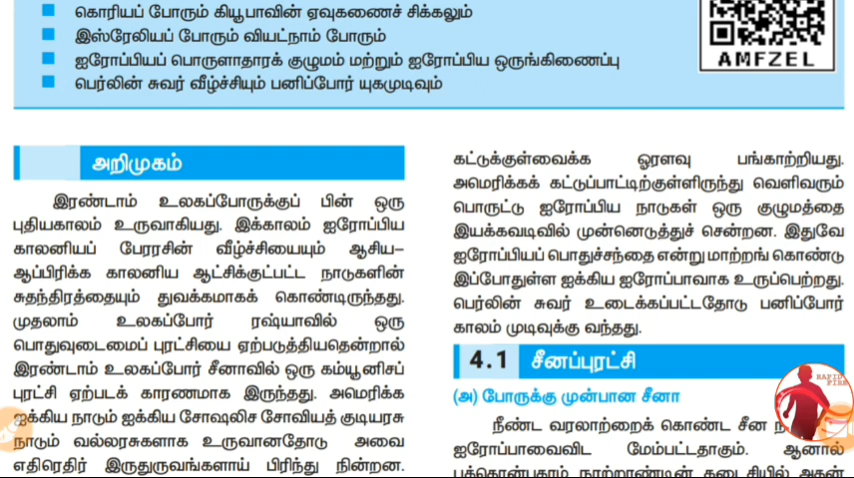 கொரியப் போரும் கியூபாவின் ஏவுகணைச் சிக்கலும்
இஸ்ரேலியப் போரும் வியட்நாம் போரும்
ஐரோப்பியப் பொருளாதாரக் குழுமம் மற்றும் ஐரோப்பிய ஒருங்கிணைப்பு
பெர்லின் சுவர் வீழ்ச்சியும் பனிப்போர் யுகமுடிவும்
AMFZEL
அறிமுகம்
இரண்டாம் உலகப்போருக்குப் பின் ஒரு
புதியகாலம் உருவாகியது. இக்காலம் ஐரோப்பிய
காலனியப் பேரரசின் வீழ்ச்சியையும் ஆசிய–
ஆப்பிரிக்க காலனிய ஆட்சிக்குட்பட்ட நாடுகளின்
சுதந்திரத்தையும் துவக்கமாகக் கொண்டிருந்தது.
முதலாம் உலகப்போர் ரஷ்யாவில் ஒரு
பொதுவுடைமைப் புரட்சியை ஏற்படுத்தியதென்றால்
இரண்டாம் உலகப்போர் சீனாவில் ஒரு கம்யூனிசப்
புரட்சி ஏற்படக் காரணமாக இருந்தது. அமெரிக்க
ஐக்கிய நாடும் ஐக்கிய சோஷலிச சோவியத் குடியரசு
நாடும் வல்லரசுகளாக உருவானதோடு அவை
எதிரெதிர் இருதுருவங்களாய் பிரிந்து நின்றன.
கட்டுக்குள்வைக்க ஓரளவு பங்காற்றியது.
அமெரிக்கக் கட்டுப்பாட்டிற்குள்ளிருந்து வெளிவரும்
பொருட்டு ஐரோப்பிய நாடுகள் ஒரு குழுமத்தை
இயக்கவடிவில் முன்னெடுத்துச் சென்றன. இதுவே
ஐரோப்பியப் பொதுச்சந்தை என்று மாற்றங் கொண்டு
இப்போதுள்ள ஐக்கிய ஐரோப்பாவாக உருப்பெற்றது.
பெர்லின் சுவர் உடைக்கப்பட்டதோடு பனிப்போர்
காலம் முடிவுக்கு வந்தது.
4.1 சீனப்புரட்சி
(அ) போருக்கு முன்பான சீனா
நீண்ட வரலாற்றைக் கொண்ட சீன
ஐரோப்பாவைவிட மேம்பட்டதாகும். ஆனால்
பத்தொன்பதாம் நூற்றாண்டின் கடைசியில் அதன்
RAPID FIRE